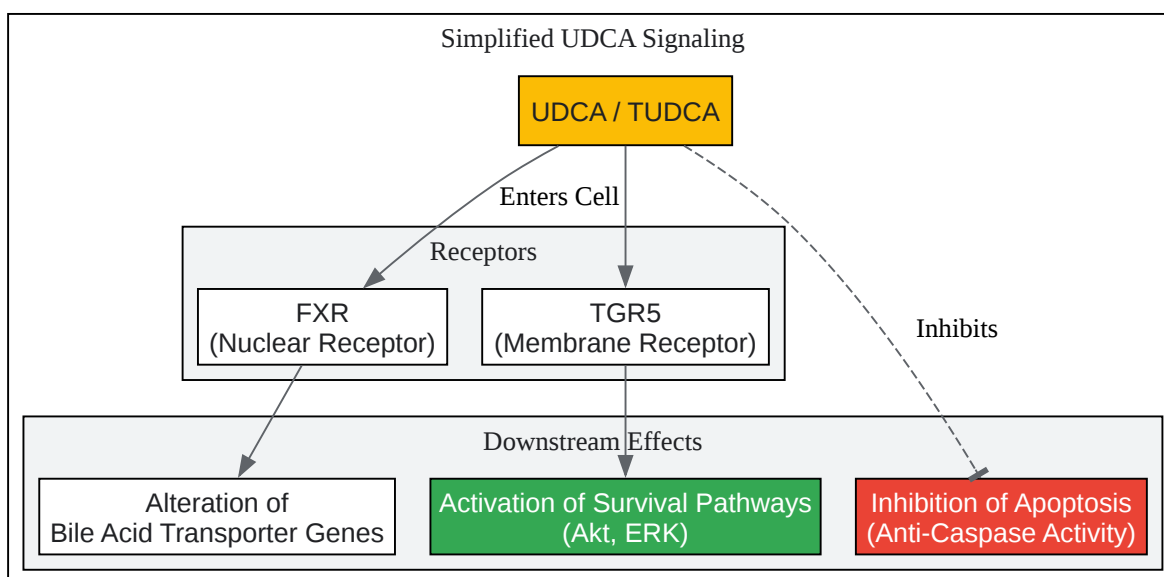 Simplified UDCA Signaling
UDCA / TUDCA
Enters Cell
Receptors
FXR
(Nuclear Receptor)
TGR5
(Membrane Receptor)
Inhibits
Downstream Effects
Alteration of
Bile Acid Transporter Genes
Activation of Survival Pathways
(Akt, ERK)
Inhibition of Apoptosis
(Anti-Caspase Activity)